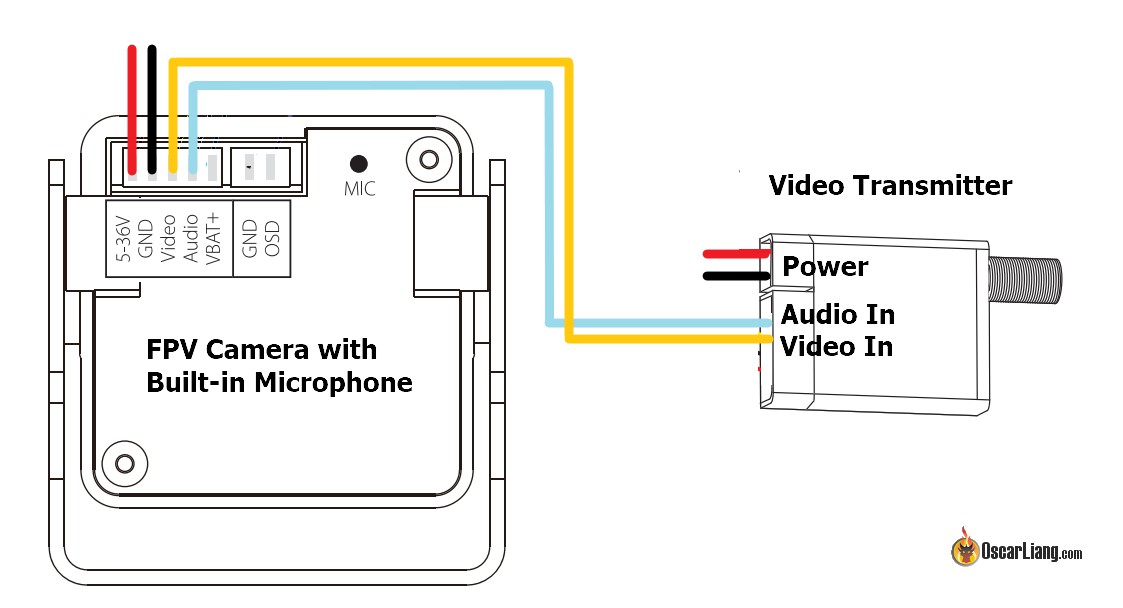 MIC
5-36V
GND
Video
Audio
VBAT+
GND
OSD
FPV Camera with
Built-in Microphone
Video Transmitter
Power
Audio In
Video In
OscarLiang.com